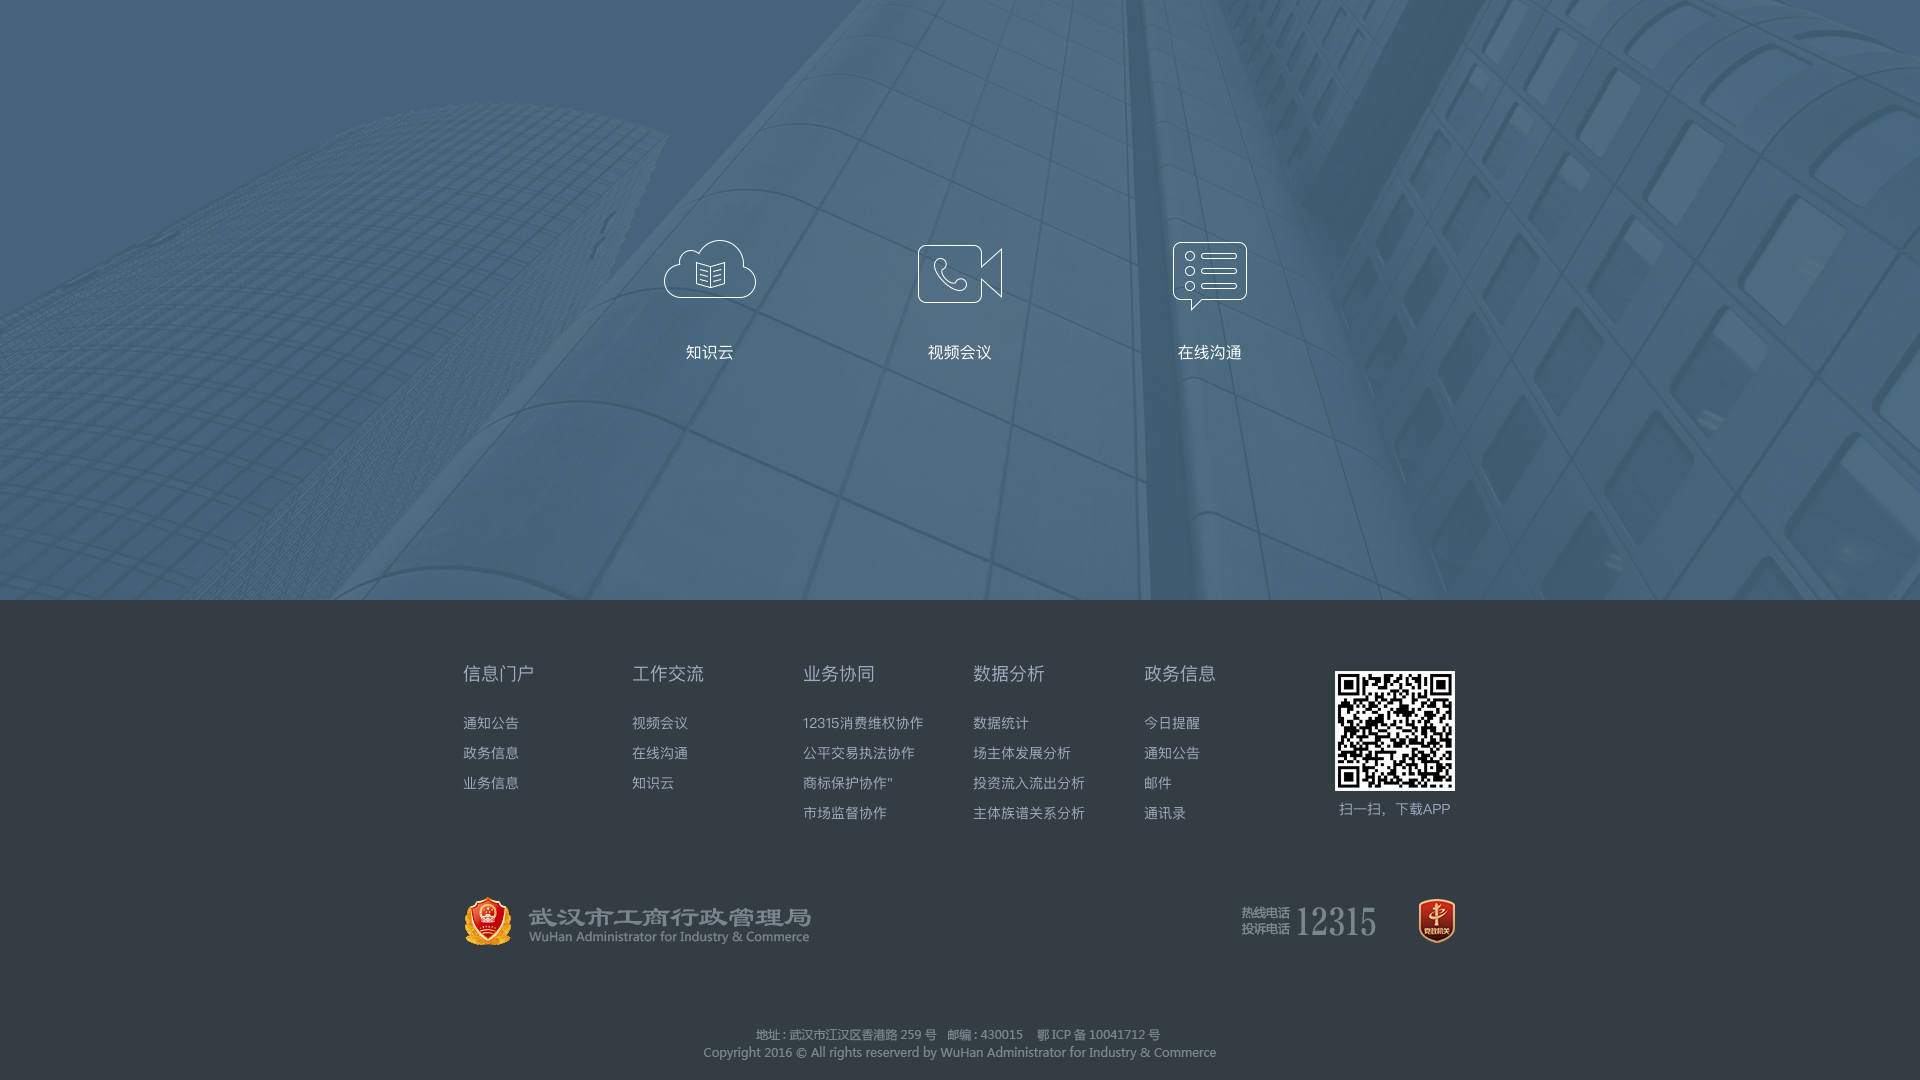 知识云
视频会议
在线沟通
信息门户
通知公告
政务信息
业务信息
工作交流
视频会议
在线沟通
知识云
业务协同
12315消费维权协作
公平交易执法协作
商标保护协作"
市场监督协作
数据分析
数据统计
场主体发展分析
投资流入流出分析
主体族谱关系分析
政务信息
今日提醒
通知公告
邮件
通讯录
扫一扫，下载APP
武汉市工商行政管理局
WuHan Administrator for Industry & Commerce
热线电话
投诉电话
12315
党政机关
地址 : 武汉市江汉区香港路 259 号 邮编 : 430015 鄂 ICP 备 10041712 号
Copyright 2016 © All rights reserverd by WuHan Administrator for Industry & Commerce